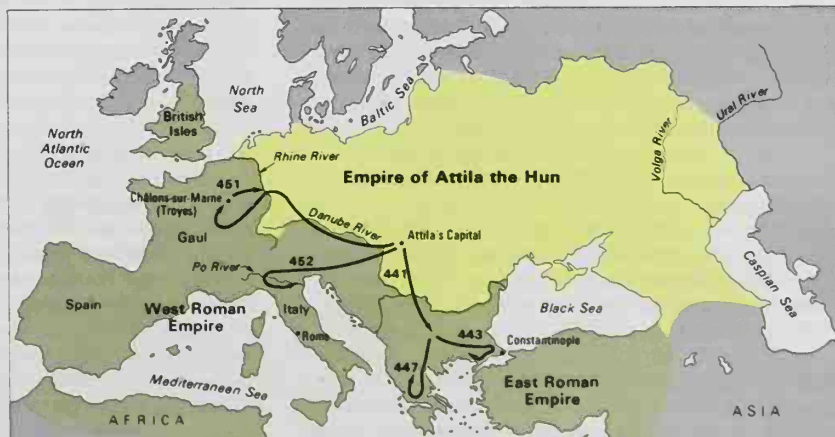 North
Sea
Baltic Sea
British
Isles
North
Atlantic
Ocean
Rhine River
Empire of Attila the Hun
Volga River
Ural River
451
Châlons-sur-Marne
(Troyes)
Danube River
Attila's Capital
Gaul
452
441
Po River
Caspian Sea
Spain
West Roman
Empire
Italy
Rome
Black Sea
443
Constantinople
447
Mediterranean Sea
East Roman
Empire
AFRICA
ASIA